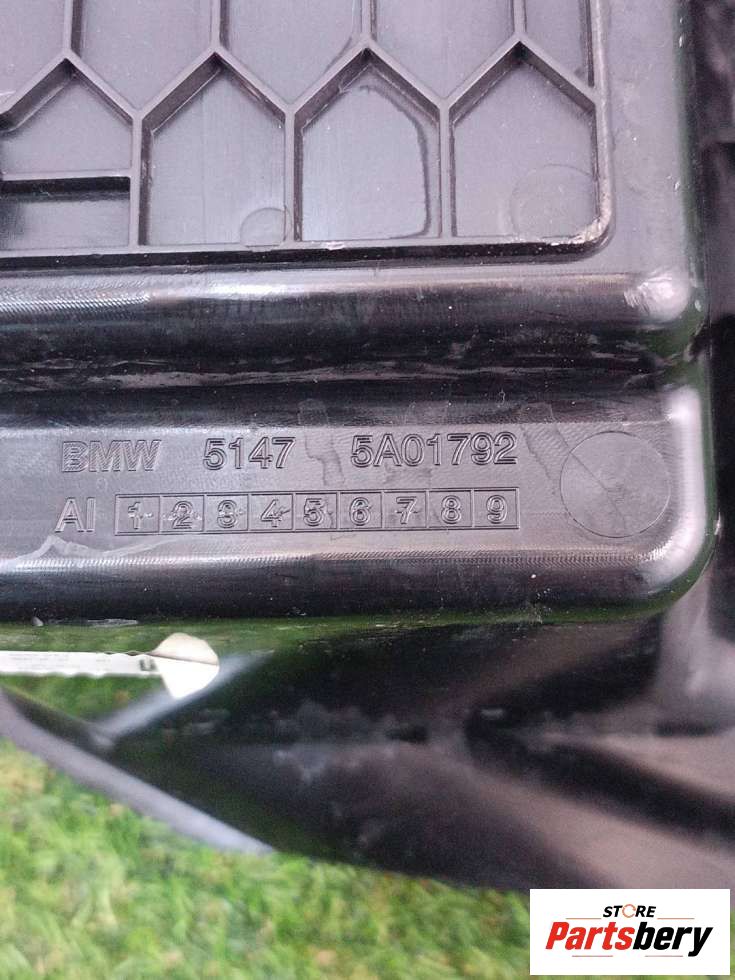 BMW 5147 5A01792
AI 1 2 3 4 5 6 7 8 9
STORE
Partsbery